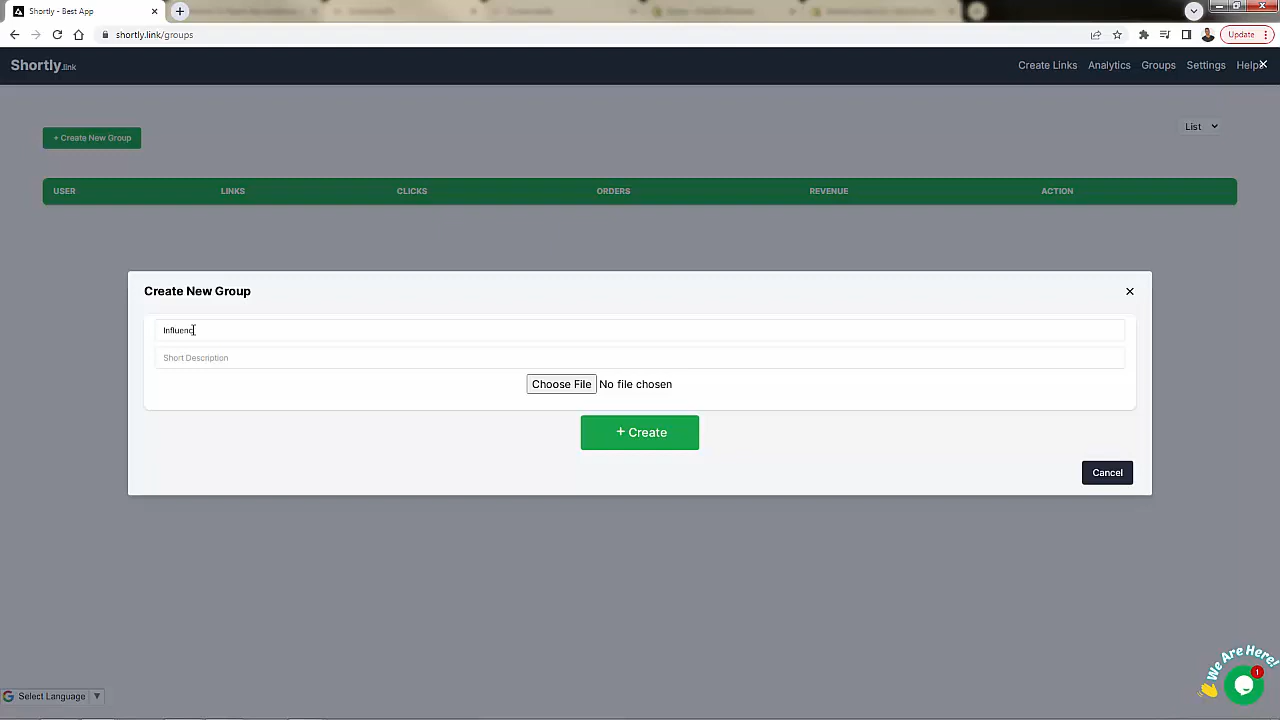 Shortly - Best App
shortly.link/groups
Update
Shortly.link
Create Links Analytics Groups Settings Help
+ Create New Group
List
USER LINKS CLICKS ORDERS REVENUE ACTION
Create New Group
Influenc
Short Description
Choose File No file chosen
+ Create
Cancel
We Are Here!
1
Select Language